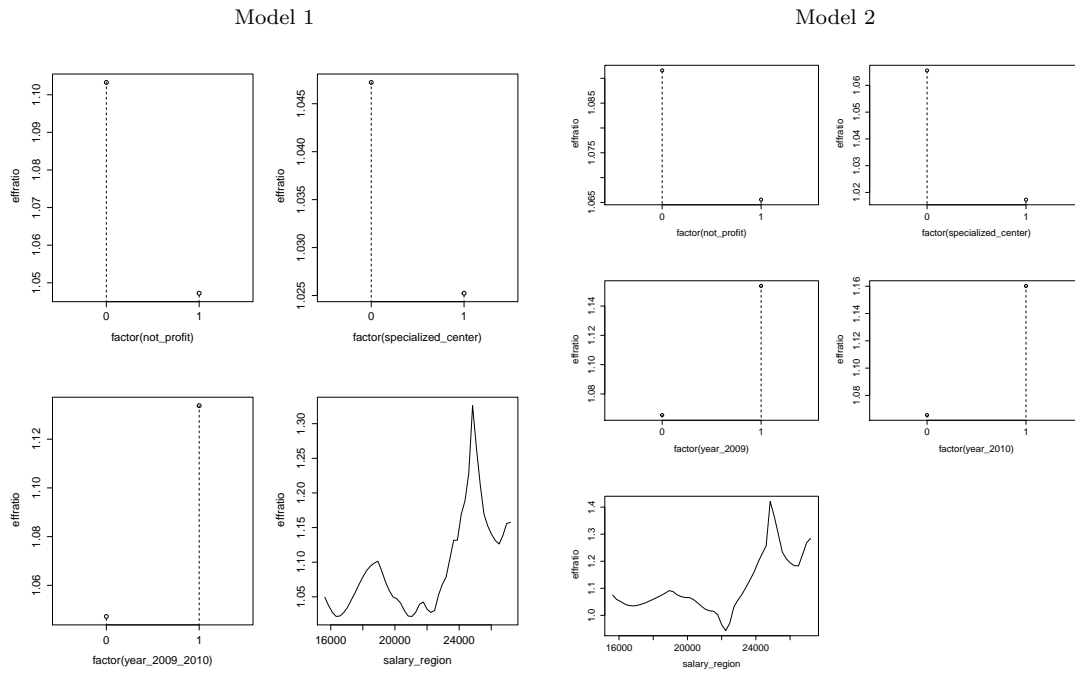 Model 1
1.05 1.06 1.07 1.08 1.09 1.10
effratio
0 1
factor(not_profit)
1.025 1.030 1.035 1.040 1.045
effratio
0 1
factor(specialized_center)
1.06 1.08 1.10 1.12
effratio
0 1
factor(year_2009_2010)
1.05 1.10 1.15 1.20 1.25 1.30
effratio
16000 20000 24000
salary_region
Model 2
1.065 1.075 1.085
effratio
0 1
factor(not_profit)
1.02 1.03 1.04 1.05 1.06
effratio
0 1
factor(specialized_center)
1.08 1.10 1.12 1.14
effratio
0 1
factor(year_2009)
1.08 1.10 1.12 1.14 1.16
effratio
0 1
factor(year_2010)
1.0 1.1 1.2 1.3 1.4
effratio
16000 20000 24000
salary_region